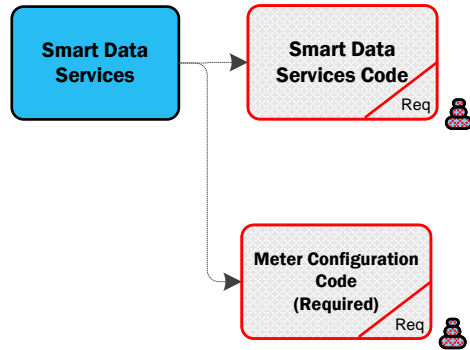 Smart Data
Services
Smart Data
Services Code
Req
Meter Configuration
Code
(Required)
Req